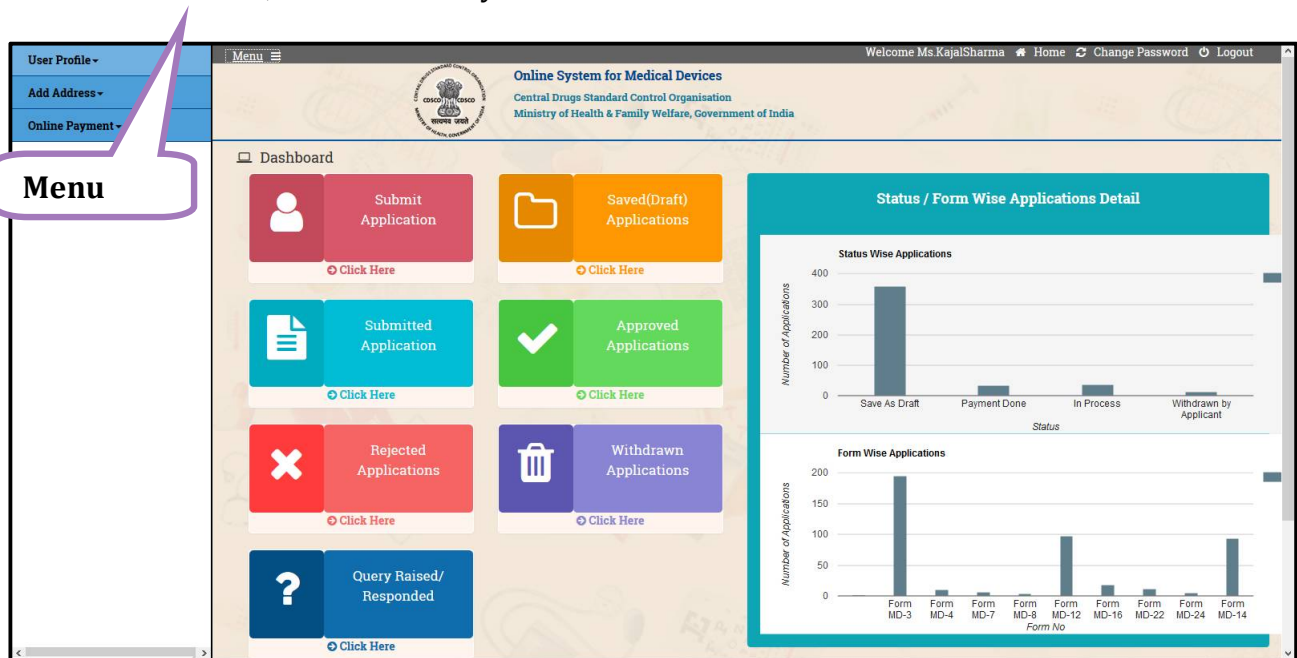 User Profile
Add Address
Online Payment
Menu
Menu
Welcome Ms.KajalSharma Home Change Password Logout
CDSCO CDSCO
सत्यमेव जयते
Online System for Medical Devices
Central Drugs Standard Control Organisation
Ministry of Health & Family Welfare, Government of India
Dashboard
Submit
Application
Click Here
Saved(Draft)
Applications
Click Here
Submitted
Application
Click Here
Approved
Applications
Click Here
Rejected
Applications
Click Here
Withdrawn
Applications
Click Here
Query Raised/
Responded
Click Here
Status / Form Wise Applications Detail
Status Wise Applications
Number of Applications
400
300
200
100
0
Save As Draft
Payment Done
In Process
Withdrawn by
Applicant
Status
Form Wise Applications
Number of Applications
200
150
100
50
0
Form Form Form Form Form Form Form Form Form
MD-3 MD-4 MD-7 MD-8 MD-12 MD-16 MD-22 MD-24 MD-14
Form No